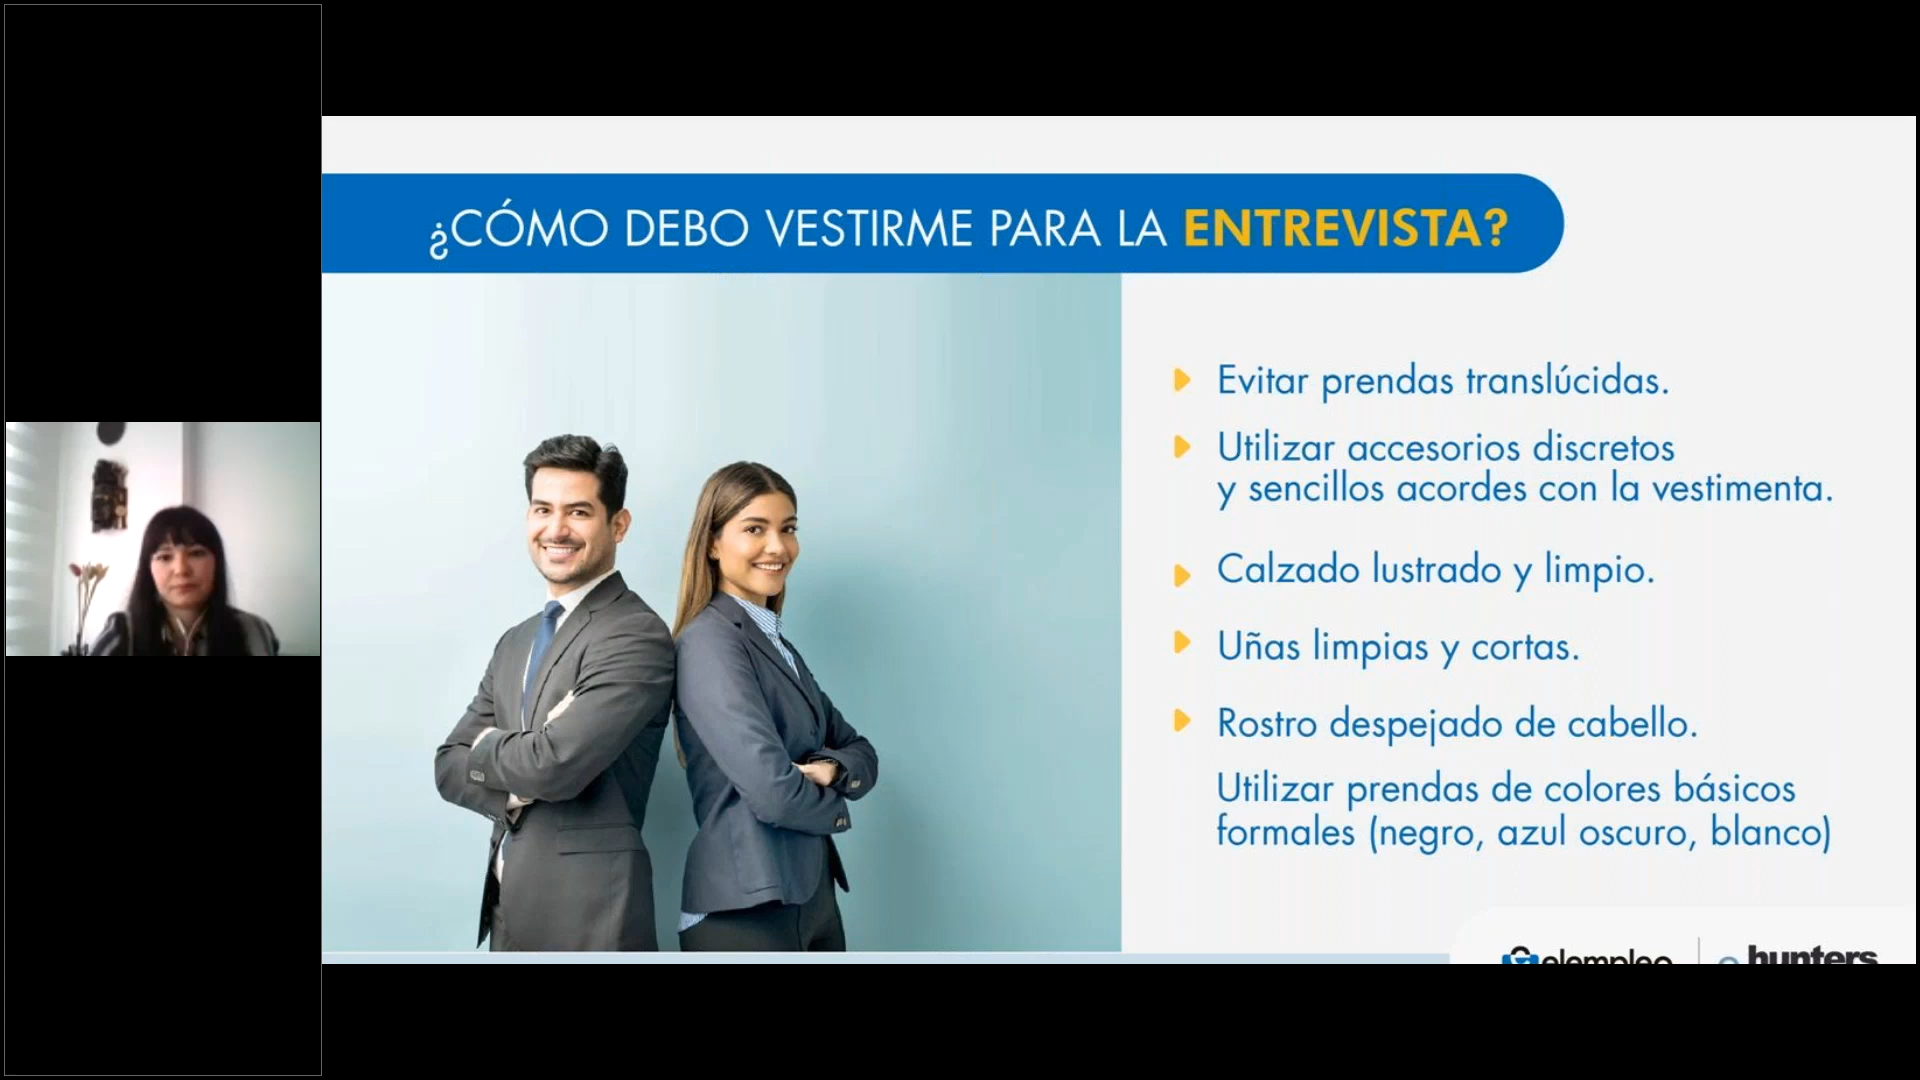 ¿CÓMO DEBO VESTIRME PARA LA ENTREVISTA?
Evitar prendas translúcidas.
Utilizar accesorios discretos
y sencillos acordes con la vestimenta.
Calzado lustrado y limpio.
Uñas limpias y cortas.
Rostro despejado de cabello.
Utilizar prendas de colores básicos
formales (negro, azul oscuro, blanco)
elempleo
hunters